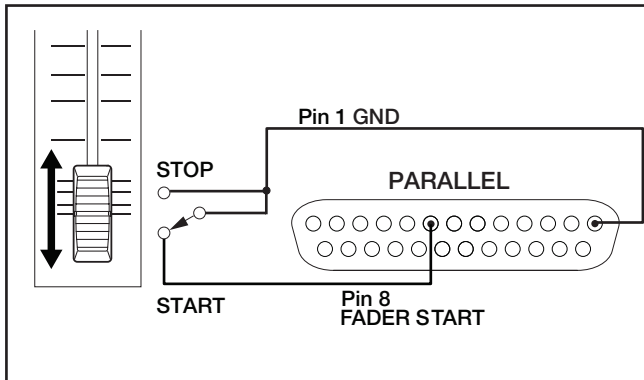 Pin 1 GND
STOP
PARALLEL
START
Pin 8
FADER START